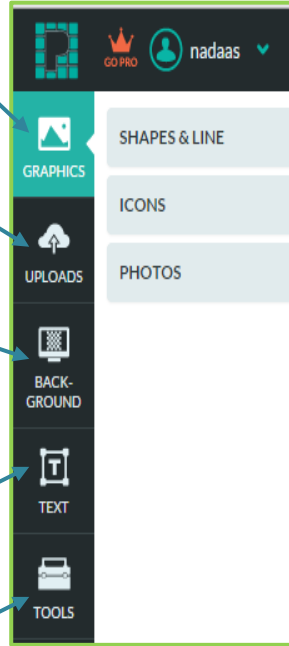 GO PRO nadaas
GRAPHICS
SHAPES & LINE
ICONS
UPLOADS
PHOTOS
BACK-
GROUND
TEXT
TOOLS